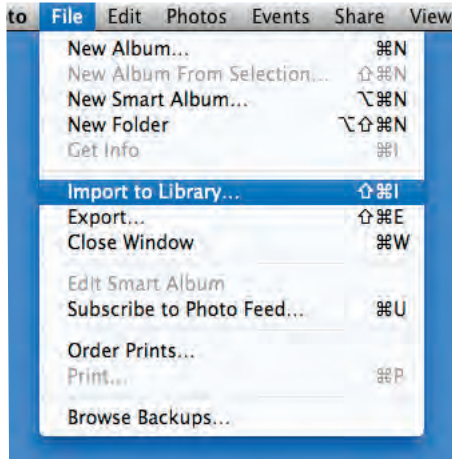 to File Edit Photos Events Share View
New Album... ⌘N
New Album From Selection... ⇧⌘N
New Smart Album... ⌥⌘N
New Folder ⌥⇧⌘N
Get Info ⌘I
Import to Library... ⇧⌘I
Export... ⇧⌘E
Close Window ⌘W
Edit Smart Album
Subscribe to Photo Feed... ⌘U
Order Prints...
Print... ⌘P
Browse Backups...